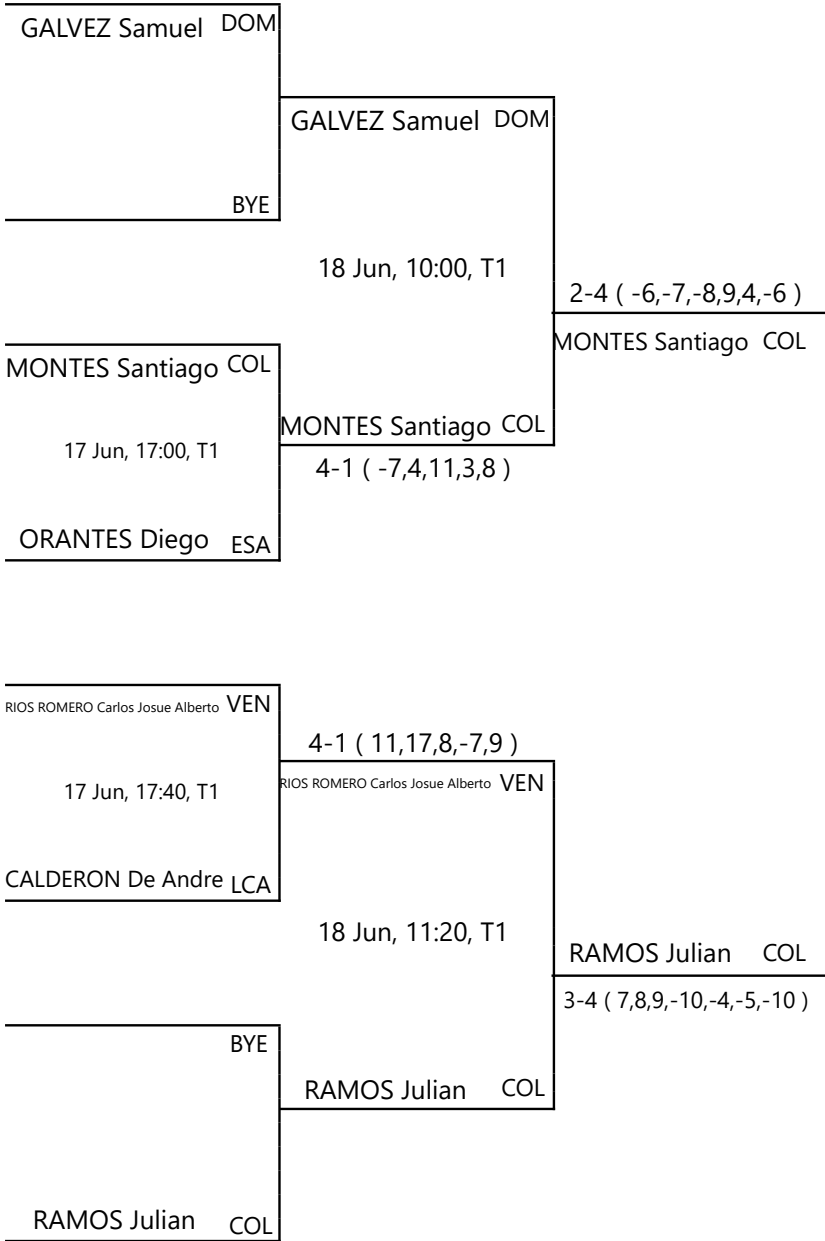 GALVEZ Samuel DOM
GALVEZ Samuel DOM
BYE
18 Jun, 10:00, T1
2-4 ( -6,-7,-8,9,4,-6 )
MONTES Santiago COL
MONTES Santiago COL
MONTES Santiago COL
17 Jun, 17:00, T1
4-1 ( -7,4,11,3,8 )
ORANTES Diego ESA
RIOS ROMERO Carlos Josue Alberto VEN
4-1 ( 11,17,8,-7,9 )
RIOS ROMERO Carlos Josue Alberto VEN
17 Jun, 17:40, T1
CALDERON De Andre LCA
18 Jun, 11:20, T1
RAMOS Julian COL
3-4 ( 7,8,9,-10,-4,-5,-10 )
BYE
RAMOS Julian COL
RAMOS Julian COL